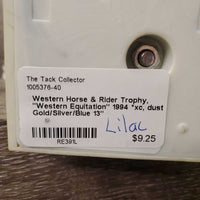 The Tack Collector
1005376-40
Western Horse & Rider Trophy,
"Western Equitation" 1994 *xc, dust
Gold/Silver/Blue 13"
Lilac
$9.25
RE391L